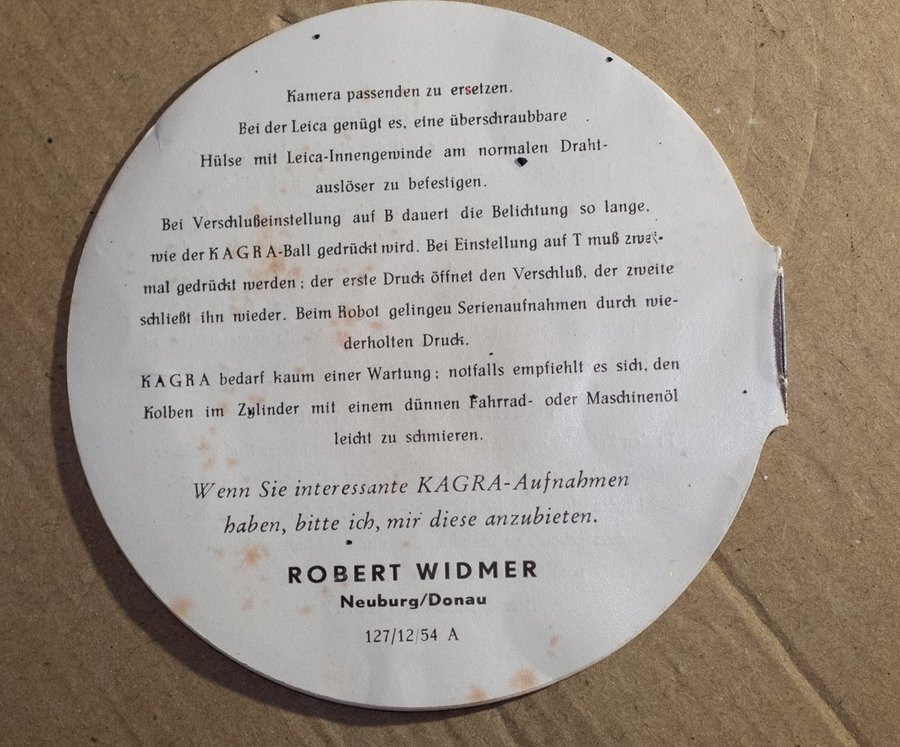 Kamera passenden zu ersetzen.
Bei der Leica genügt es, eine überschraubbare
Hülse mit Leica-Innengewinde am normalen Draht-
auslöser zu befestigen.
Bei Verschlußeinstellung auf B dauert die Belichtung so lange,
wie der KAGRA-Ball gedrückt wird. Bei Einstellung auf T muß zwei-
mal gedrückt werden; der erste Druck öffnet den Verschluß, der zweite
schließt ihn wieder. Beim Robot gelingeu Serienaufnahmen durch wie-
derholten Druck.
KAGRA bedarf kaum einer Wartung; notfalls empfiehlt es sich, den
Kolben im Zylinder mit einem dünnen Fahrrad- oder Maschinenöl
leicht zu schmieren.
Wenn Sie interessante KAGRA-Aufnahmen
haben, bitte ich, mir diese anzubieten.
ROBERT WIDMER
Neuburg/Donau
127/12/54 A